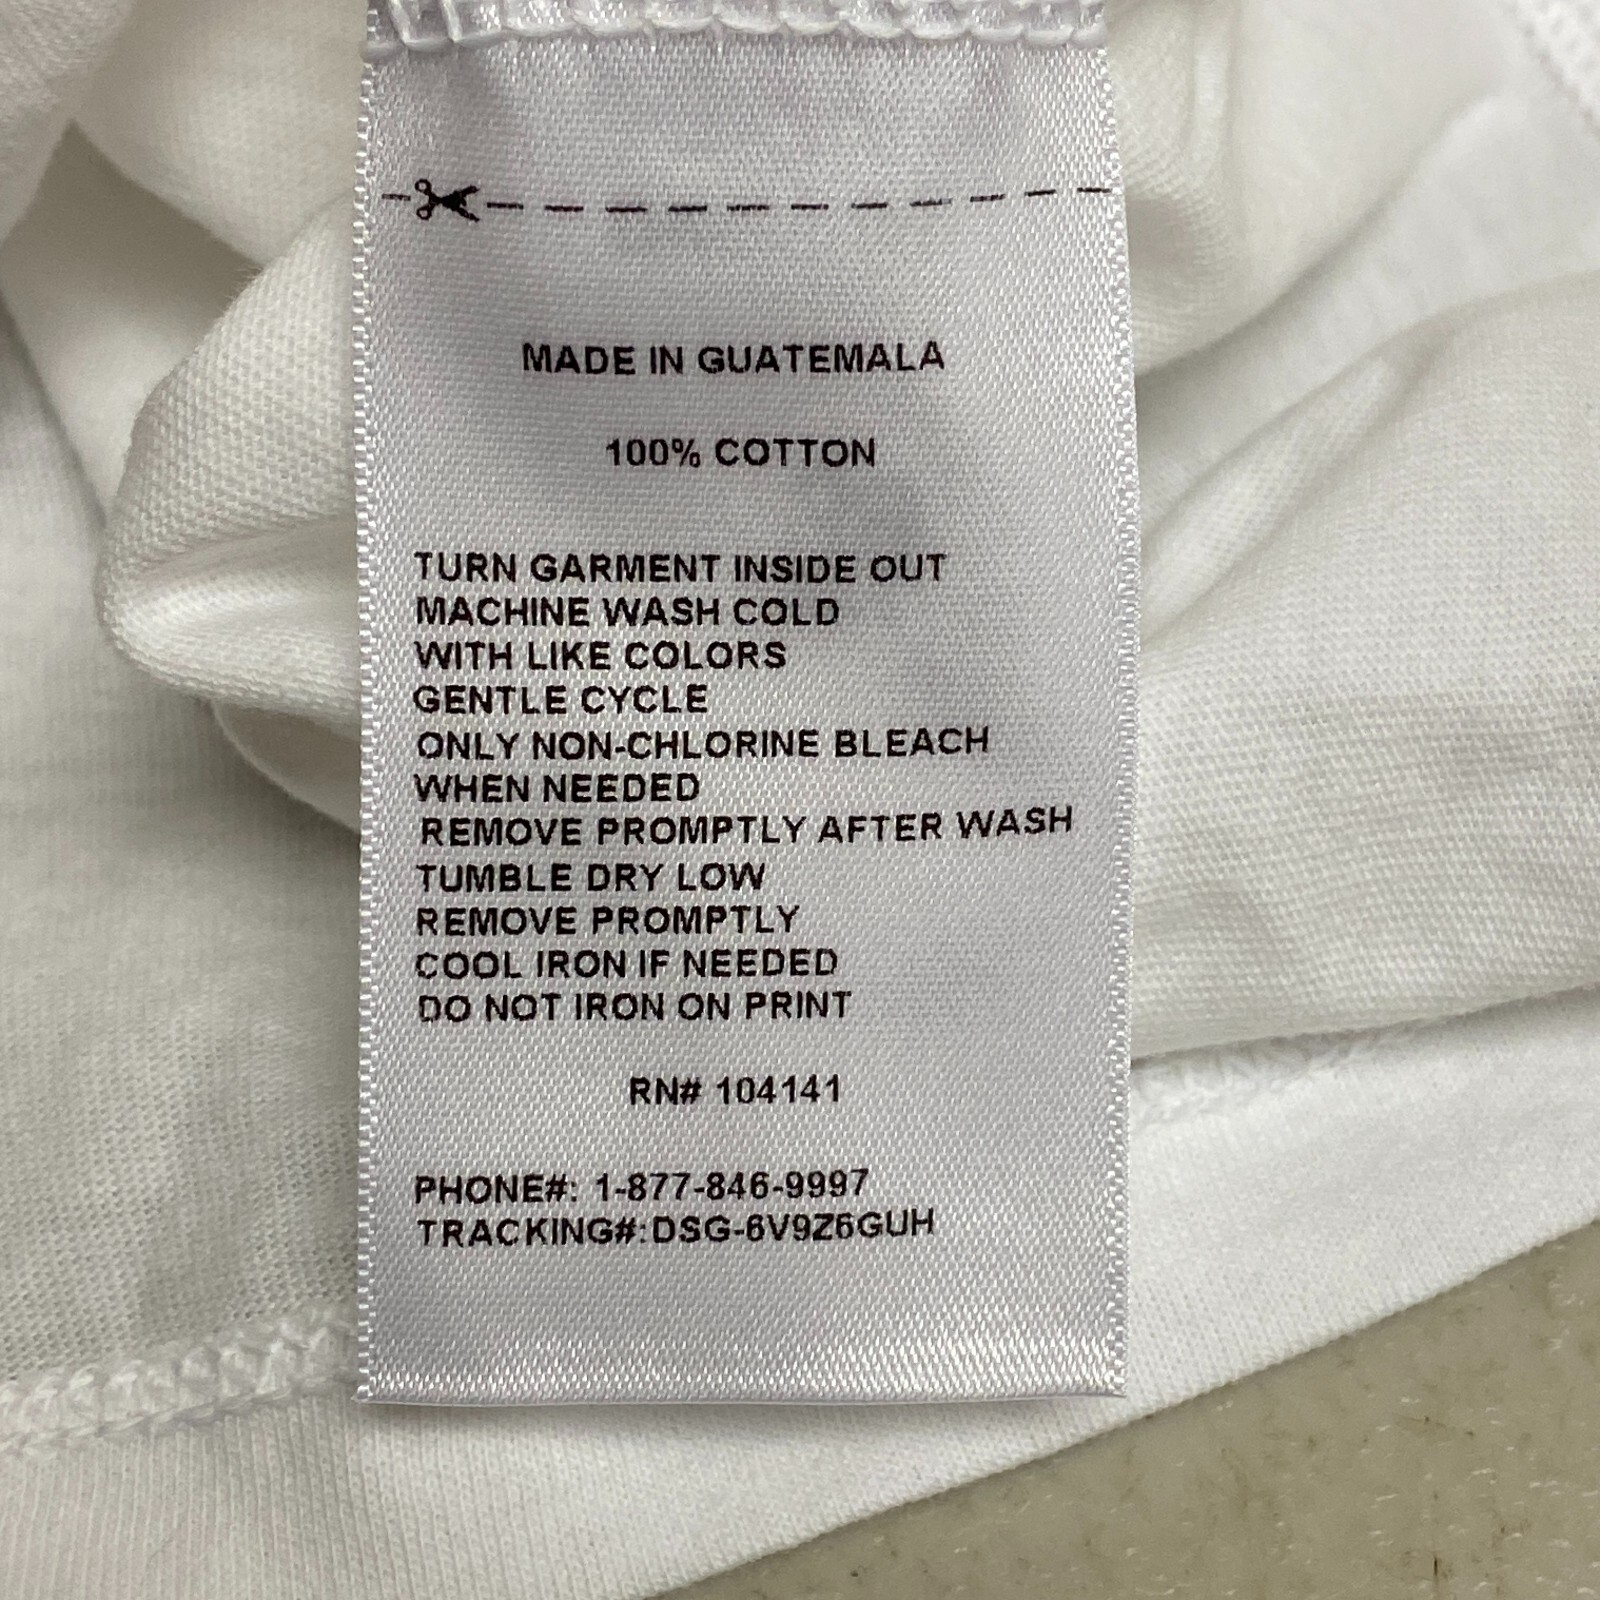 MADE IN GUATEMALA
100% COTTON
TURN GARMENT INSIDE OUT
MACHINE WASH COLD
WITH LIKE COLORS
GENTLE CYCLE
ONLY NON-CHLORINE BLEACH
WHEN NEEDED
REMOVE PROMPTLY AFTER WASH
TUMBLE DRY LOW
REMOVE PROMPTLY
COOL IRON IF NEEDED
DO NOT IRON ON PRINT
RN# 104141
PHONE#: 1-877-846-9997
TRACKING#:DSG-6V9Z6GUH